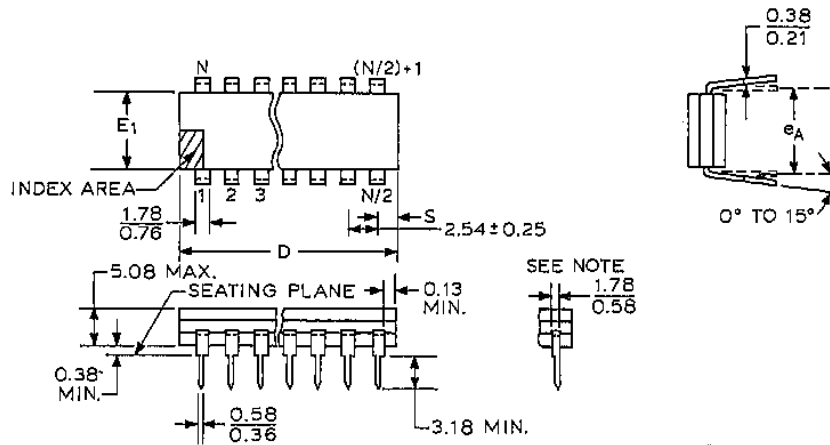 N
(N/2)+1
0.38
0.21
E1
eA
INDEX AREA
1
2
3
N/2
1.78
0.76
S
2.54±0.25
0° TO 15°
D
5.08 MAX.
SEATING PLANE
0.13
MIN.
SEE NOTE
1.78
0.58
0.38
MIN.
0.58
0.36
3.18 MIN.